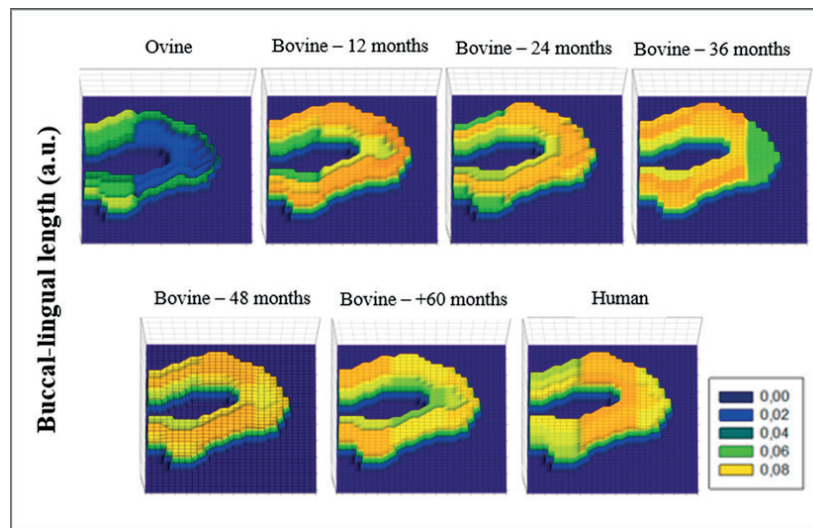 Ovine
Bovine – 12 months
Bovine – 24 months
Bovine – 36 months
Buccal-lingual length (a.u.)
Bovine – 48 months
Bovine – +60 months
Human
0,00
0,02
0,04
0,06
0,08